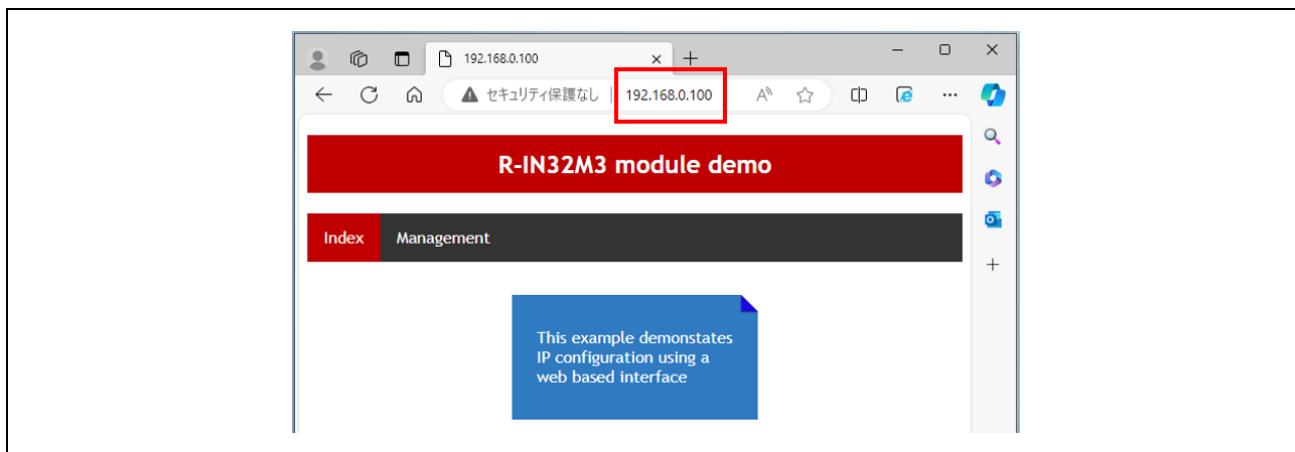 192.168.0.100
セキュリティ保護なし | 192.168.0.100
R-IN32M3 module demo
Index Management
This example demonstates
IP configuration using a
web based interface